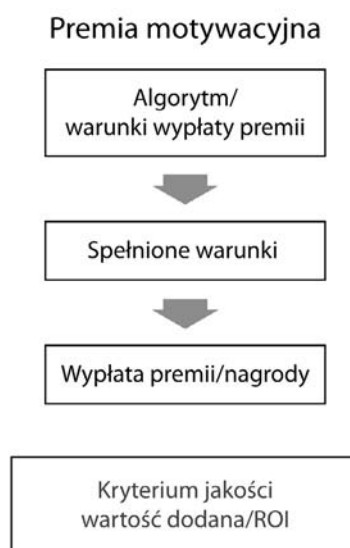 Premia motywacyjna
Algorytm/
warunki wypłaty premii
Spełnione warunki
Wypłata premii/nagrody
Kryterium jakości
wartość dodana/ROI